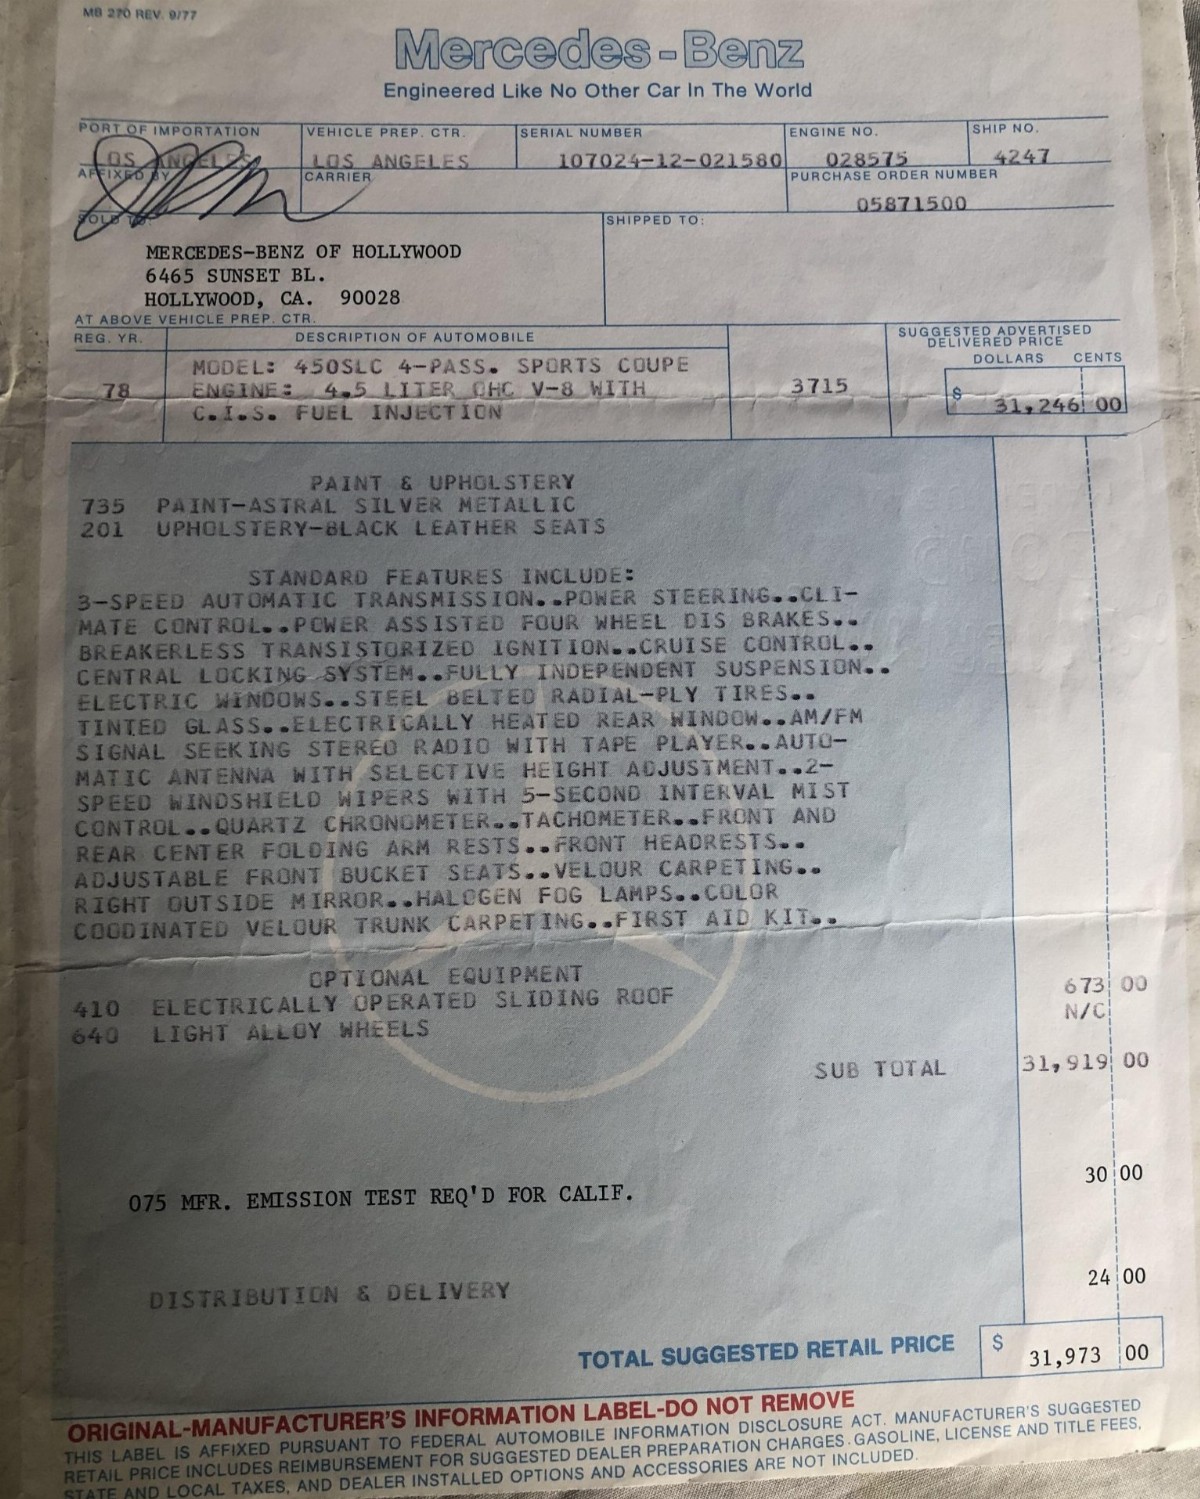 MB 270 REV. 9/77
Mercedes-Benz
Engineered Like No Other Car In The World
PORT OF IMPORTATION VEHICLE PREP. CTR. SERIAL NUMBER ENGINE NO. SHIP NO.
LOS ANGELES LOS ANGELES 107024-12-021580 028575 4247
AFFIXED BY CARRIER PURCHASE ORDER NUMBER
05871500
SOLD TO: SHIPPED TO:
MERCEDES-BENZ OF HOLLYWOOD
6465 SUNSET BL.
HOLLYWOOD, CA. 90028
AT ABOVE VEHICLE PREP. CTR.
REG. YR. DESCRIPTION OF AUTOMOBILE SUGGESTED ADVERTISED
DELIVERED PRICE
DOLLARS CENTS
MODEL: 450SLC 4-PASS. SPORTS COUPE
78 ENGINE: 4.5 LITER OHC V-8 WITH 3715 $ 31,246 00
C.I.S. FUEL INJECTION
PAINT & UPHOLSTERY
735 PAINT-ASTRAL SILVER METALLIC
201 UPHOLSTERY-BLACK LEATHER SEATS
STANDARD FEATURES INCLUDE:
3-SPEED AUTOMATIC TRANSMISSION..POWER STEERING..CLI-
MATE CONTROL..POWER ASSISTED FOUR WHEEL DIS BRAKES..
BREAKERLESS TRANSISTORIZED IGNITION..CRUISE CONTROL..
CENTRAL LOCKING SYSTEM..FULLY INDEPENDENT SUSPENSION..
ELECTRIC WINDOWS..STEEL BELTED RADIAL-PLY TIRES..
TINTED GLASS..ELECTRICALLY HEATED REAR WINDOW..AM/FM
SIGNAL SEEKING STEREO RADIO WITH TAPE PLAYER..AUTO-
MATIC ANTENNA WITH SELECTIVE HEIGHT ADJUSTMENT..2-
SPEED WINDSHIELD WIPERS WITH 5-SECOND INTERVAL MIST
CONTROL..QUARTZ CHRONOMETER..TACHOMETER..FRONT AND
REAR CENTER FOLDING ARM RESTS..FRONT HEADRESTS..
ADJUSTABLE FRONT BUCKET SEATS..VELOUR CARPETING..
RIGHT OUTSIDE MIRROR..HALOGEN FOG LAMPS..COLOR
COODINATED VELOUR TRUNK CARPETING..FIRST AID KIT..
OPTIONAL EQUIPMENT
410 ELECTRICALLY OPERATED SLIDING ROOF 673 00
640 LIGHT ALLOY WHEELS N/C
SUB TOTAL 31,919 00
075 MFR. EMISSION TEST REQ'D FOR CALIF. 30 00
DISTRIBUTION & DELIVERY 24 00
TOTAL SUGGESTED RETAIL PRICE $ 31,973 00
ORIGINAL-MANUFACTURER'S INFORMATION LABEL-DO NOT REMOVE
THIS LABEL IS AFFIXED PURSUANT TO FEDERAL AUTOMOBILE INFORMATION DISCLOSURE ACT. MANUFACTURER'S SUGGESTED
RETAIL PRICE INCLUDES REIMBURSEMENT FOR SUGGESTED DEALER PREPARATION CHARGES. GASOLINE, LICENSE AND TITLE FEES,
STATE AND LOCAL TAXES, AND DEALER INSTALLED OPTIONS AND ACCESSORIES ARE NOT INCLUDED.